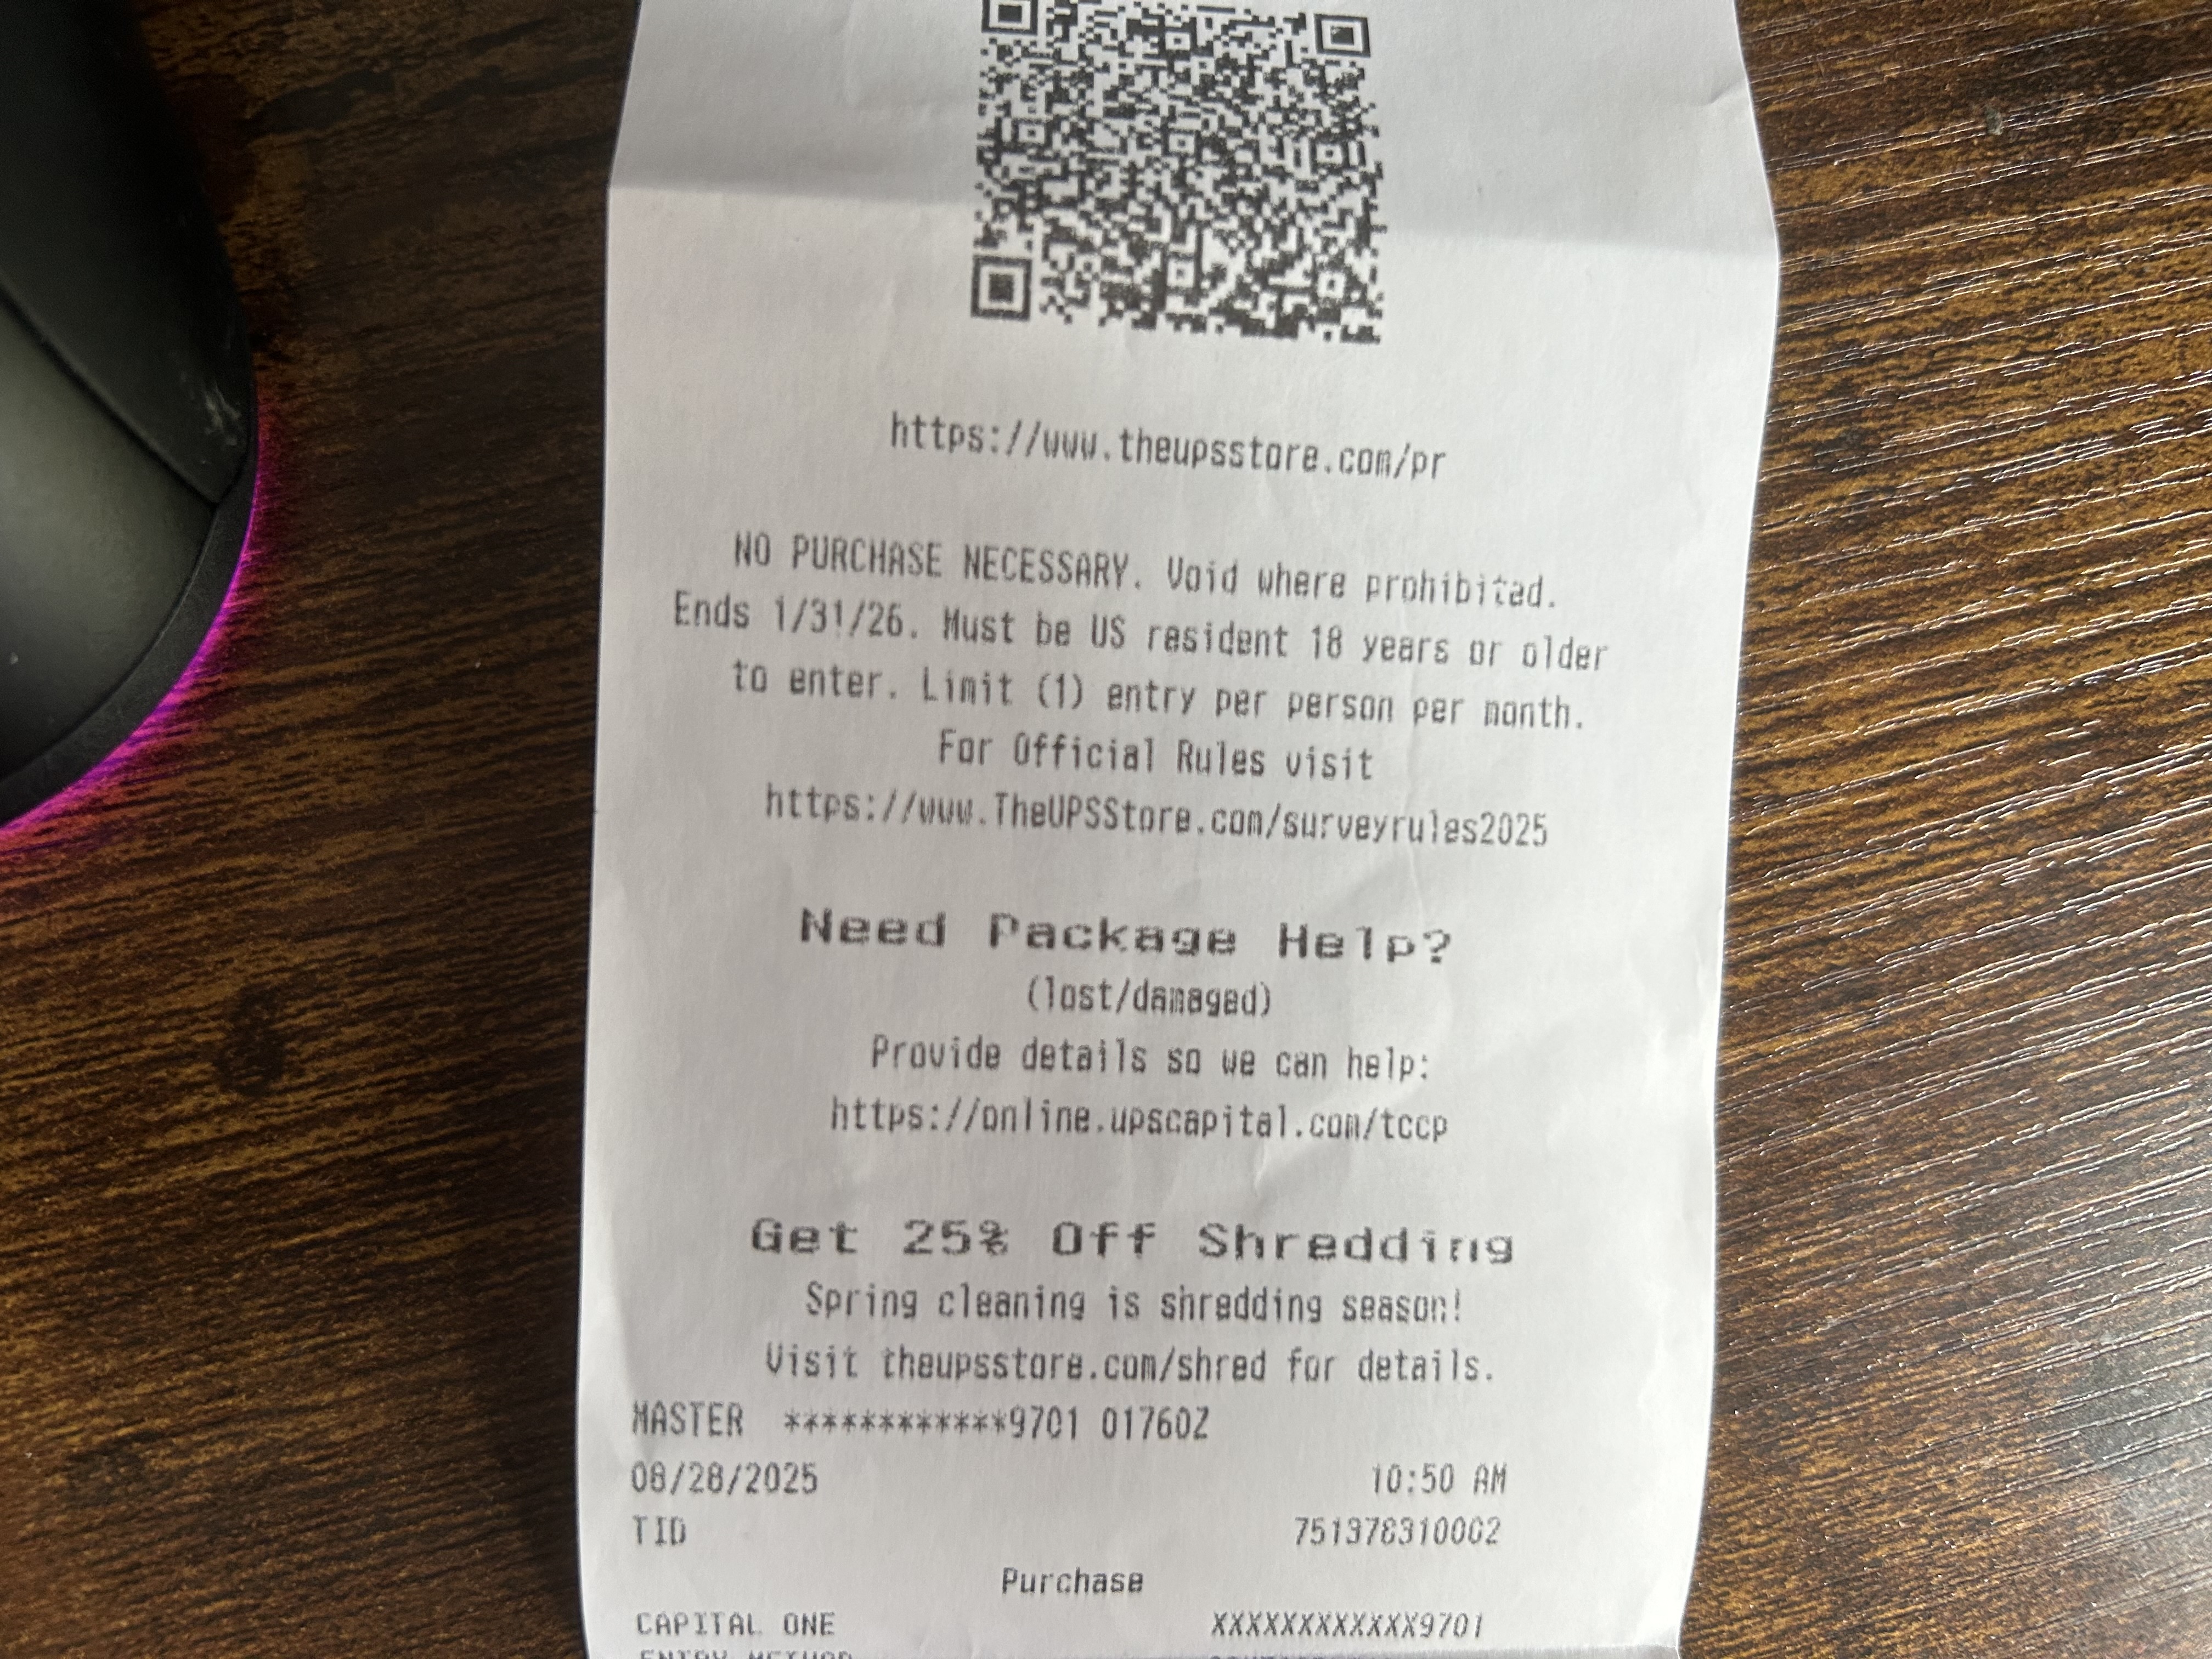 https://www.theupsstore.com/pr
NO PURCHASE NECESSARY. Void where prohibited.
Ends 1/31/26. Must be US resident 18 years or older
to enter. Limit (1) entry per person per month.
For Official Rules visit
https://www.TheUPSStore.com/surveyrules2025
Need Package Help?
(lost/damaged)
Provide details so we can help:
https://online.upscapital.com/tccp
Get 25% Off Shredding
Spring cleaning is shredding season!
Visit theupsstore.com/shred for details.
MASTER ************9701 01760Z
08/28/2025 10:50 AM
TID 751378310002
Purchase
CAPITAL ONE XXXXXXXXXXXX9701
ENTRY METHOD